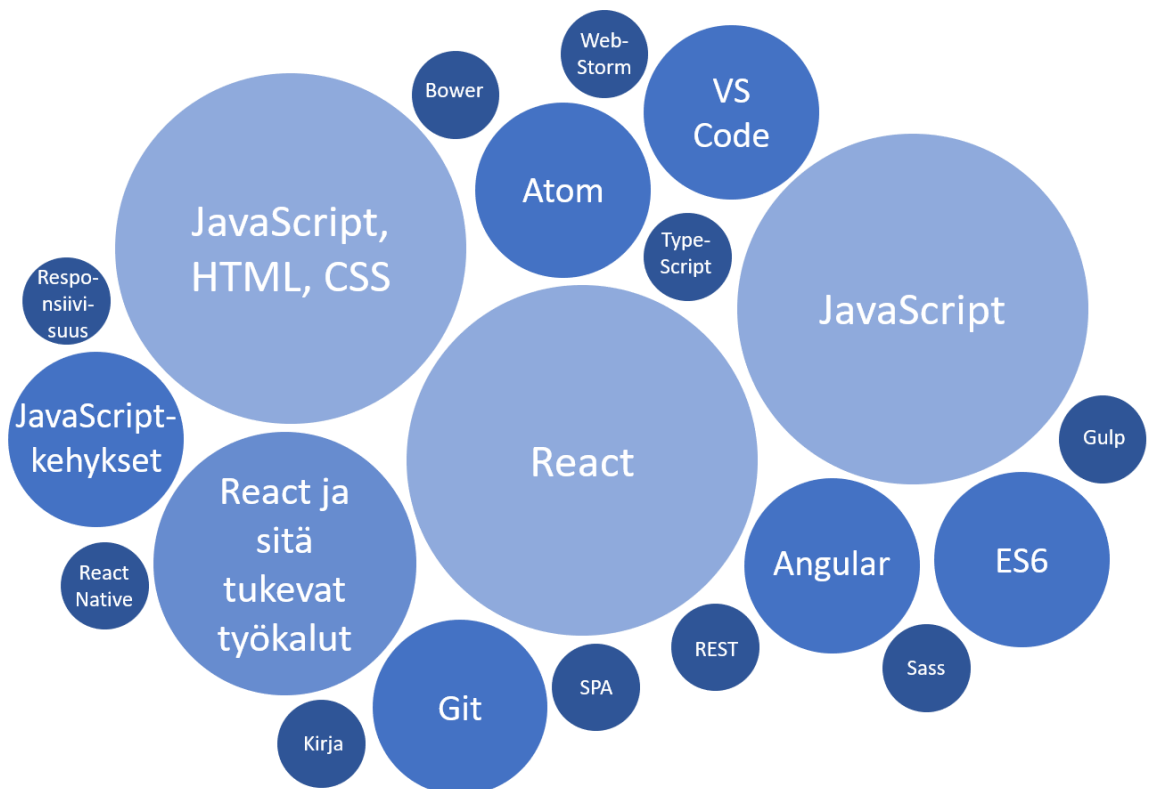 Web-
Storm
VS
Code
Bower
Atom
JavaScript,
HTML, CSS
Type-
Script
JavaScript
Respo-
nsiivi-
suus
JavaScript-
kehykset
React
Gulp
React ja
sitä
tukevat
työkalut
Angular
ES6
React
Native
REST
Sass
SPA
Git
Kirja